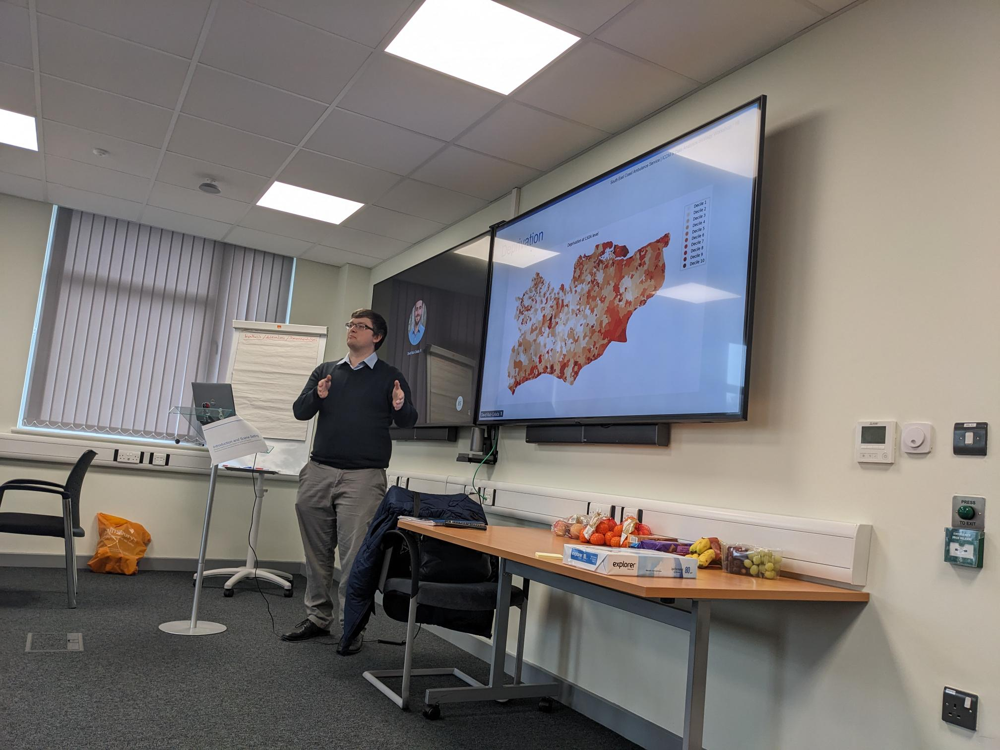 South East Coast Ambulance Service | ICDM & Data Analytics Strategy Workshop | 19
Deprivation
Deprivation at LSOA level
Decile 1
Decile 2
Decile 3
Decile 4
Decile 5
Decile 6
Decile 7
Decile 8
Decile 9
Decile 10
David Ruiz-Celada
David Ruiz-Celada
BS
hipothesis / observations / recommendations
Introduction and Scene Setting
Sainsbury's
explorer 80
explorer
80
PRESS
TO EXIT
EMERGENCY
DOOR RELEASE